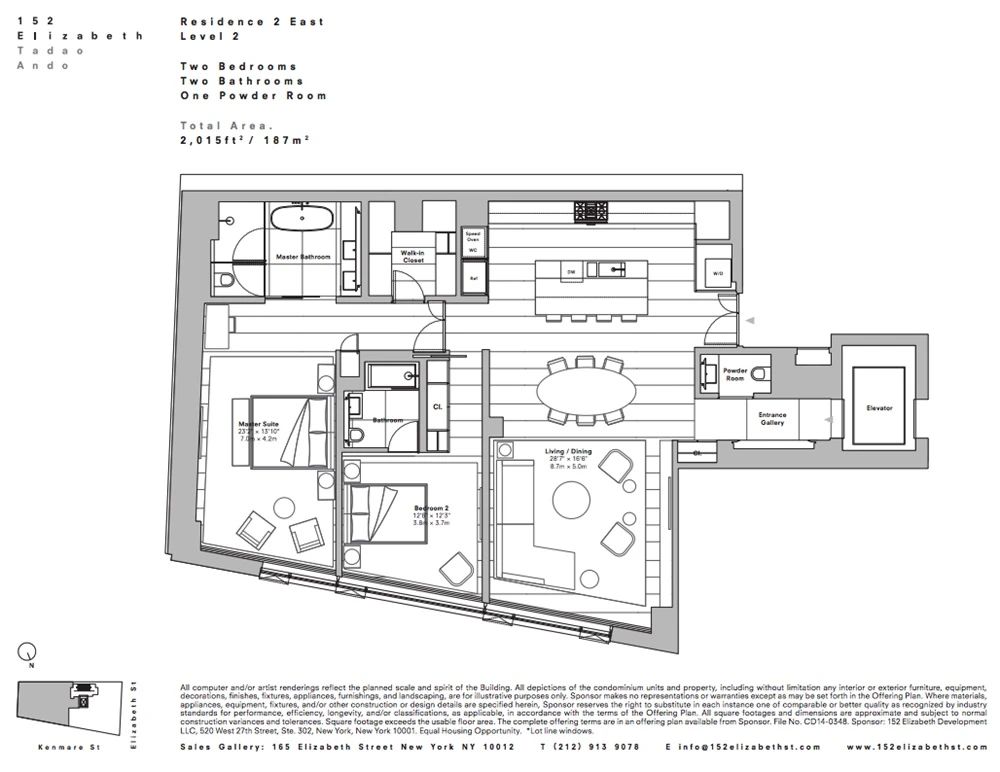 152
Elizabeth
Tadao
Ando
Residence 2 East
Level 2
Two Bedrooms
Two Bathrooms
One Powder Room
Total Area.
2,015ft² / 187m²
Master Bathroom
Walk-in
Closet
Speed
Oven
WC
Ref
DW
W/D
Powder
Room
Entrance
Gallery
Elevator
Cl.
Bathroom
Cl.
Master Suite
23'2" × 13'10"
7.0m × 4.2m
Living / Dining
28'7" × 16'6"
8.7m × 5.0m
Bedroom 2
12'6" × 12'3"
3.8m × 3.7m
N
Elizabeth St
Kenmare St
All computer and/or artist renderings reflect the planned scale and spirit of the Building. All depictions of the condominium units and property, including without limitation any interior or exterior furniture, equipment,
decorations, finishes, fixtures, appliances, furnishings, and landscaping, are for illustrative purposes only. Sponsor makes no representations or warranties except as may be set forth in the Offering Plan. Where materials,
appliances, equipment, fixtures, and/or other construction or design details are specified herein, Sponsor reserves the right to substitute in each instance one of comparable or better quality as recognized by industry
standards for performance, efficiency, longevity, and/or classifications, as applicable, in accordance with the terms of the Offering Plan. All square footages and dimensions are approximate and subject to normal
construction variances and tolerances. Square footage exceeds the usable floor area. The complete offering terms are in an offering plan available from Sponsor. File No. CD14-0348. Sponsor: 152 Elizabeth Development
LLC, 520 West 27th Street, Ste. 302, New York, New York 10001. Equal Housing Opportunity. *Lot line windows.
Sales Gallery: 165 Elizabeth Street New York NY 10012 T (212) 913 9078 E info@152elizabethst.com www.152elizabethst.com